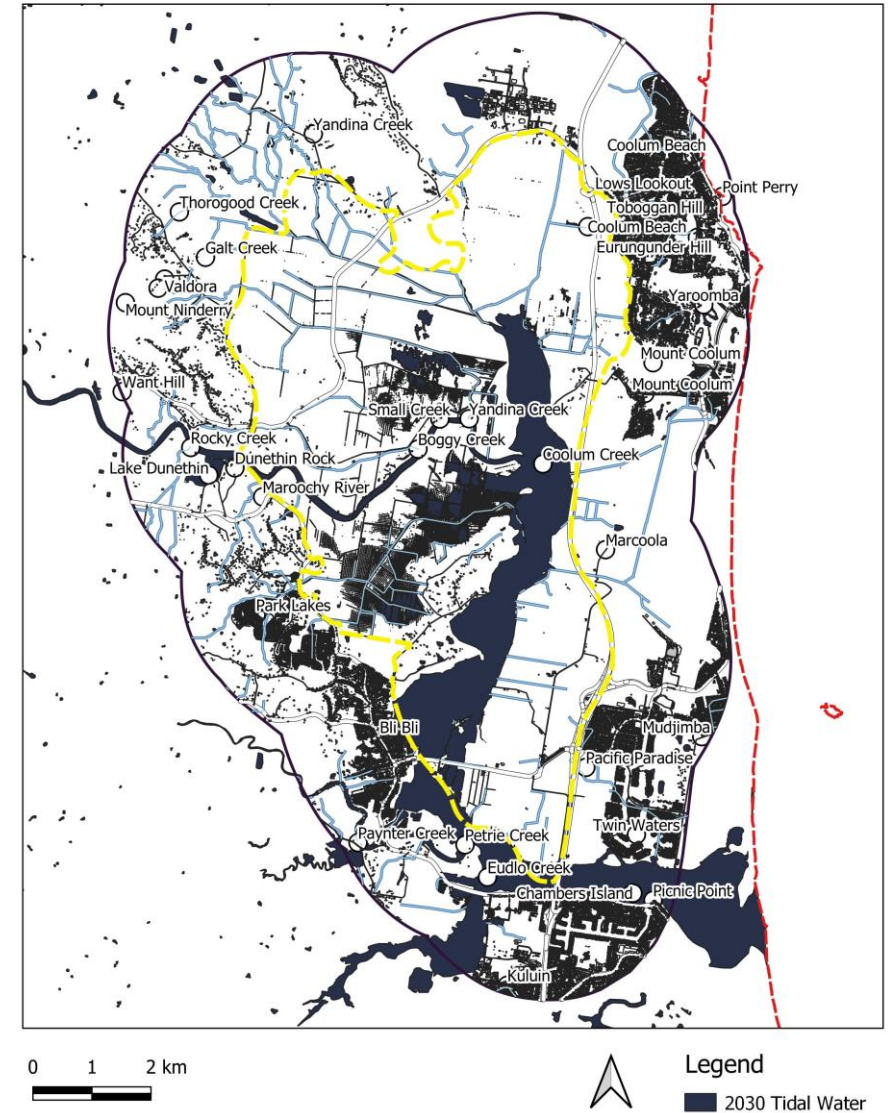 Yandina Creek
Coolum Beach
Lows Lookout
Point Perry
Thorogood Creek
Toboggan Hill
Coolum Beach
Galt Creek
Eurungunder Hill
Valdora
Yaroomba
Mount Ninderry
Mount Coolum
Want Hill
Mount Coolum
Small Creek
Yandina Creek
Rocky Creek
Boggy Creek
Dunethin Rock
Coolum Creek
Lake Dunethin
Maroochy River
Marcoola
Park Lakes
Bli Bli
Mudjimba
Pacific Paradise
Twin Waters
Paynter Creek
Petrie Creek
Eudlo Creek
Chambers Island
Picnic Point
Kuluin
0 1 2 km
Legend
2030 Tidal Water